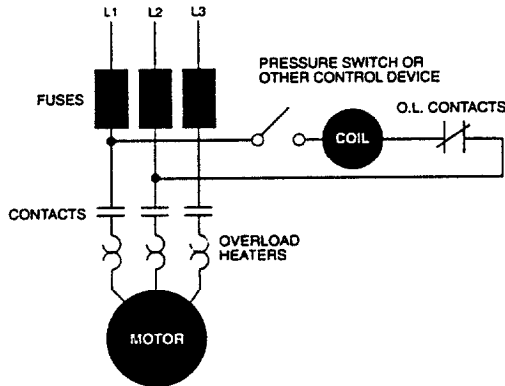 L1 L2 L3
PRESSURE SWITCH OR
OTHER CONTROL DEVICE
FUSES
O.L. CONTACTS
COIL
CONTACTS
OVERLOAD
HEATERS
MOTOR